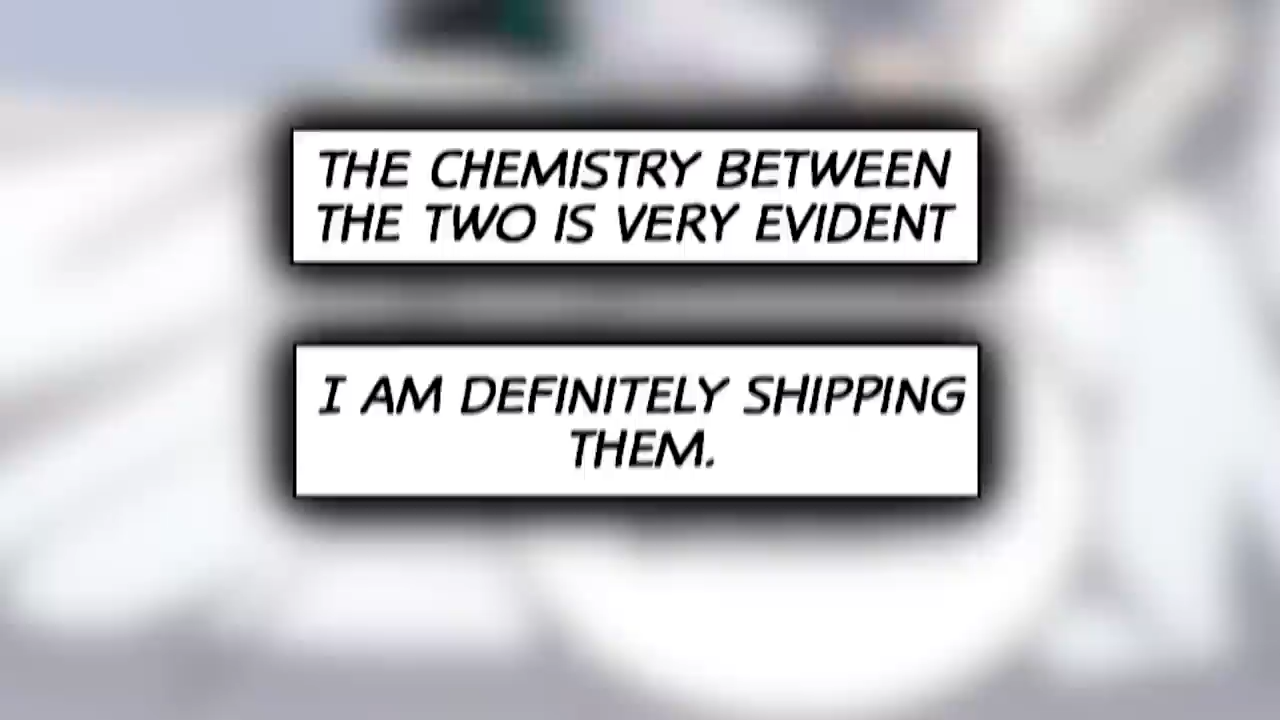 THE CHEMISTRY BETWEEN
THE TWO IS VERY EVIDENT
I AM DEFINITELY SHIPPING
THEM.